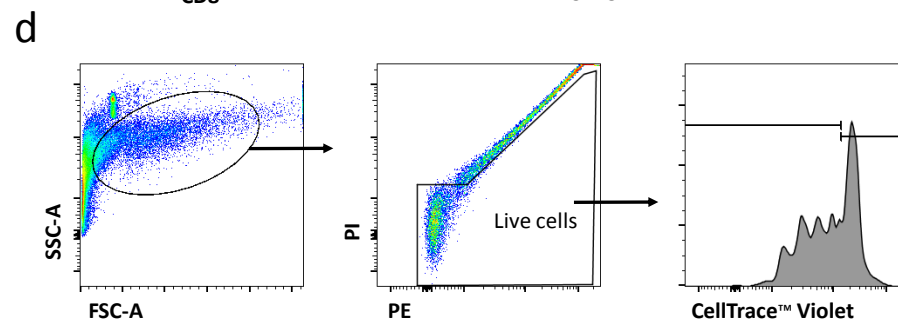 d
SSC-A
FSC-A
PI
Live cells
PE
CellTrace™ Violet